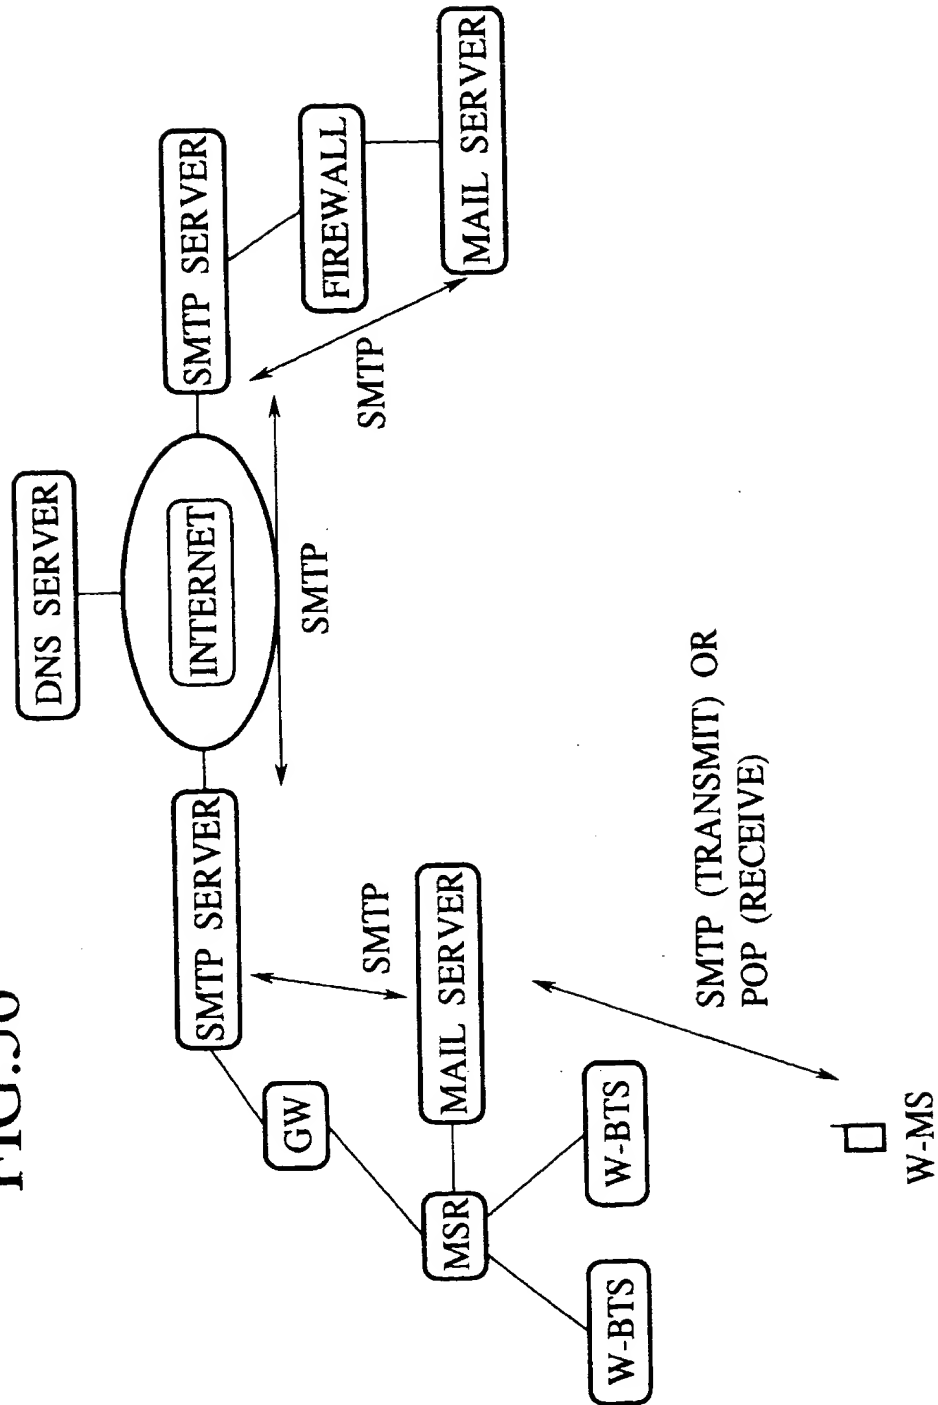 FIG.
DNS SERVER
SMTP SERVER
INTERNET
SMTP SERVER
GW
SMTP
FIREWALL
SMTP
SMTP
MSR
MAIL SERVER
MAIL SERVER
W-BTS
W-BTS
SMTP (TRANSMIT) OR
POP (RECEIVE)
W-MS